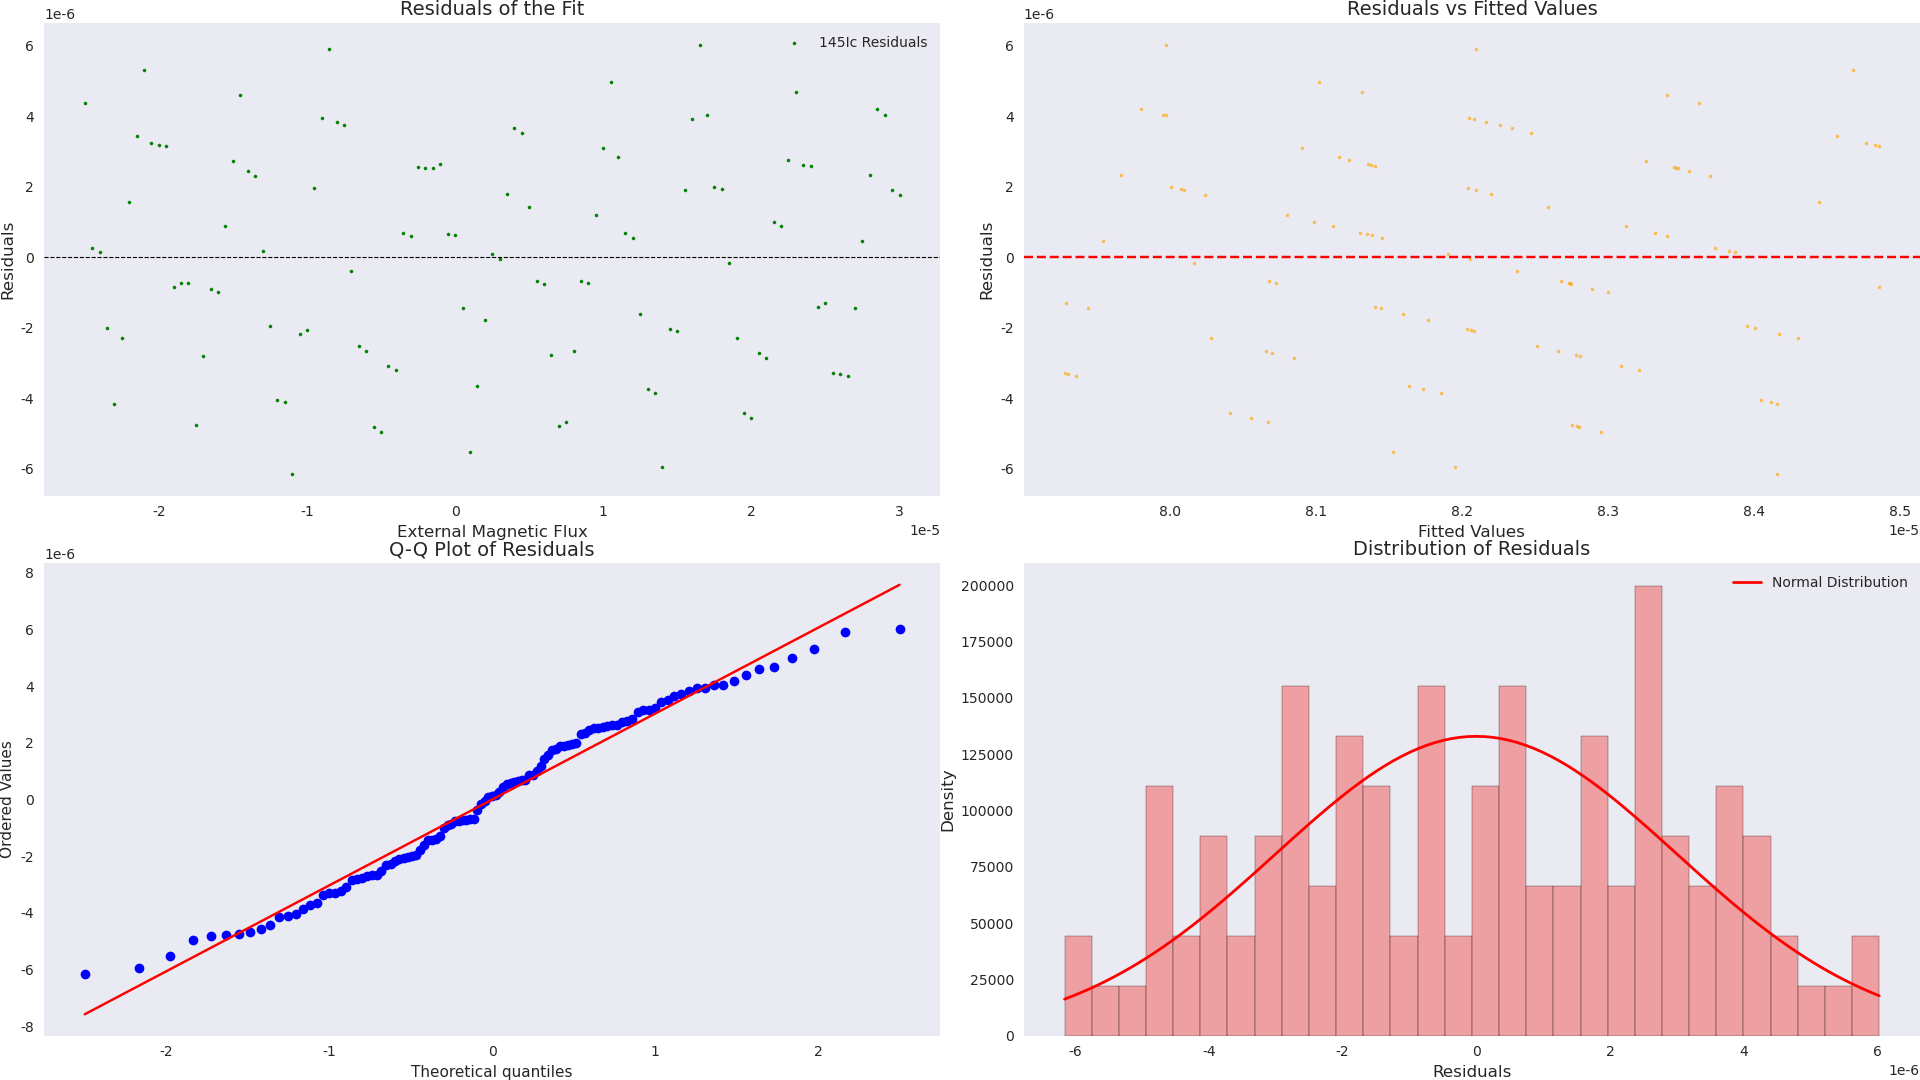 Residuals of the Fit
1e-6
145Ic Residuals
6
4
2
0
-2
-4
-6
Residuals
-2
-1
0
1
2
3
1e-5
External Magnetic Flux
Residuals vs Fitted Values
1e-6
6
4
2
0
-2
-4
-6
Residuals
8.0
8.1
8.2
8.3
8.4
8.5
1e-5
Fitted Values
Q-Q Plot of Residuals
1e-6
8
6
4
2
0
-2
-4
-6
-8
Ordered Values
-2
-1
0
1
2
Theoretical quantiles
Distribution of Residuals
Normal Distribution
200000
175000
150000
125000
100000
75000
50000
25000
0
Density
-6
-4
-2
0
2
4
6
1e-6
Residuals